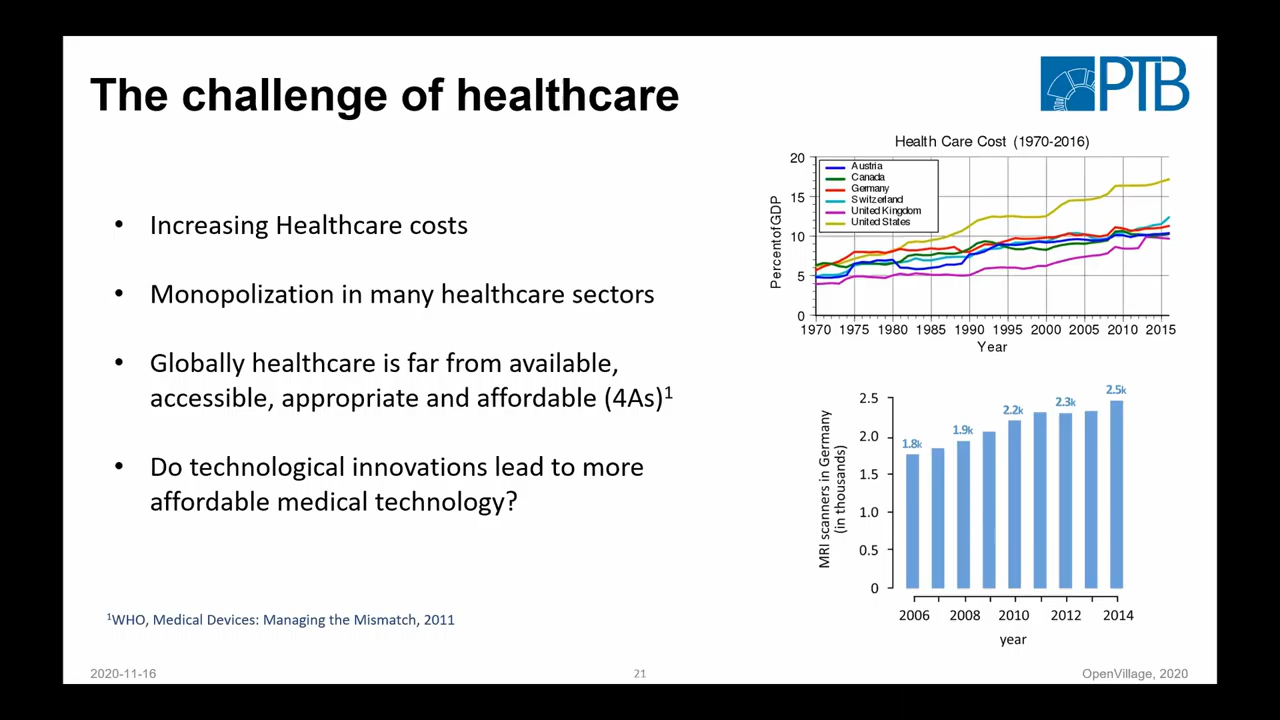 The challenge of healthcare
PTB
• Increasing Healthcare costs
• Monopolization in many healthcare sectors
• Globally healthcare is far from available,
accessible, appropriate and affordable (4As)¹
• Do technological innovations lead to more
affordable medical technology?
¹WHO, Medical Devices: Managing the Mismatch, 2011
Health Care Cost (1970-2016)
Percent of GDP
20
15
10
5
0
Austria
Canada
Germany
Switzerland
United Kingdom
United States
1970 1975 1980 1985 1990 1995 2000 2005 2010 2015
Year
MRI scanners in Germany
(in thousands)
2.5
2.0
1.5
1.0
0.5
0
1.8k 1.9k 2.2k 2.3k 2.5k
2006 2008 2010 2012 2014
year
2020-11-16
21
OpenVillage, 2020